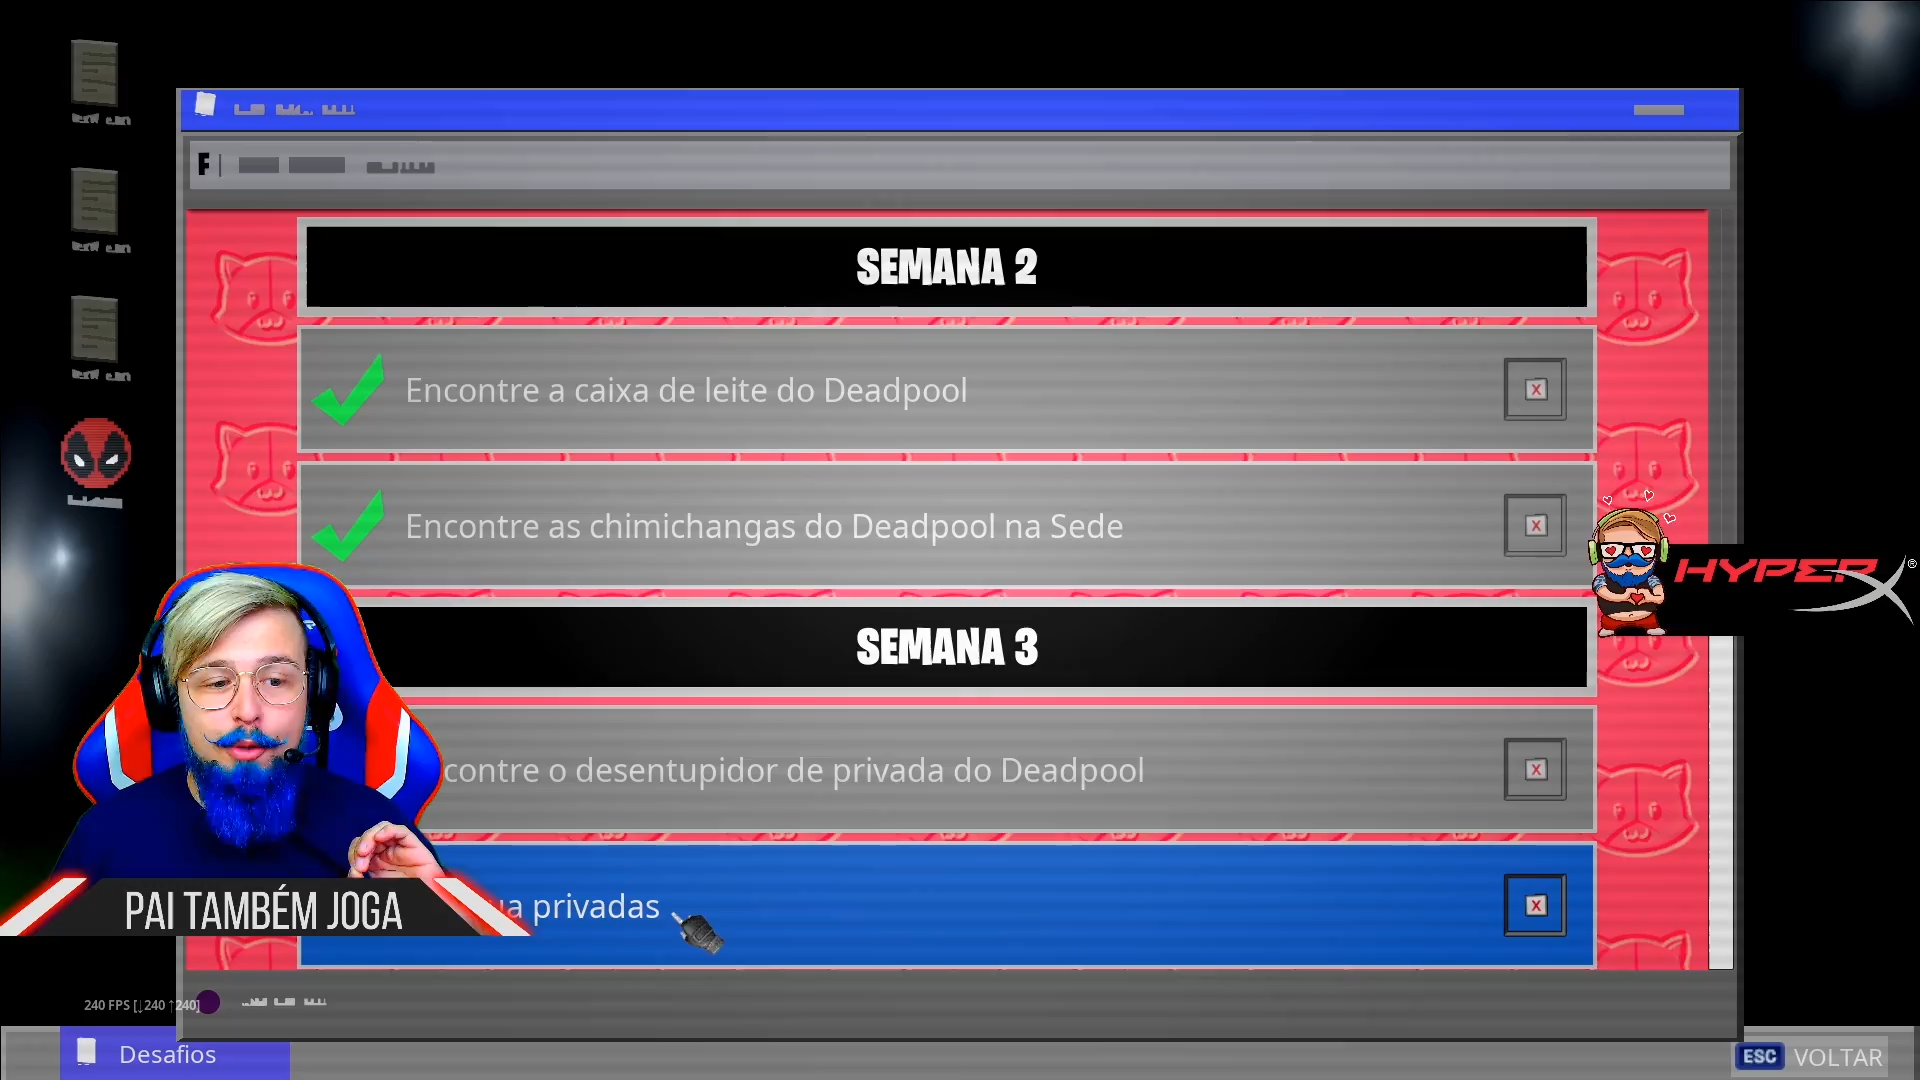 F
SEMANA 2
Encontre a caixa de leite do Deadpool
X
Encontre as chimichangas do Deadpool na Sede
X
HYPERX®
SEMANA 3
contre o desentupidor de privada do Deadpool
X
ua privadas
X
PAI TAMBÉM JOGA
240 FPS [↓240 ↑240]
Desafios
ESC VOLTAR